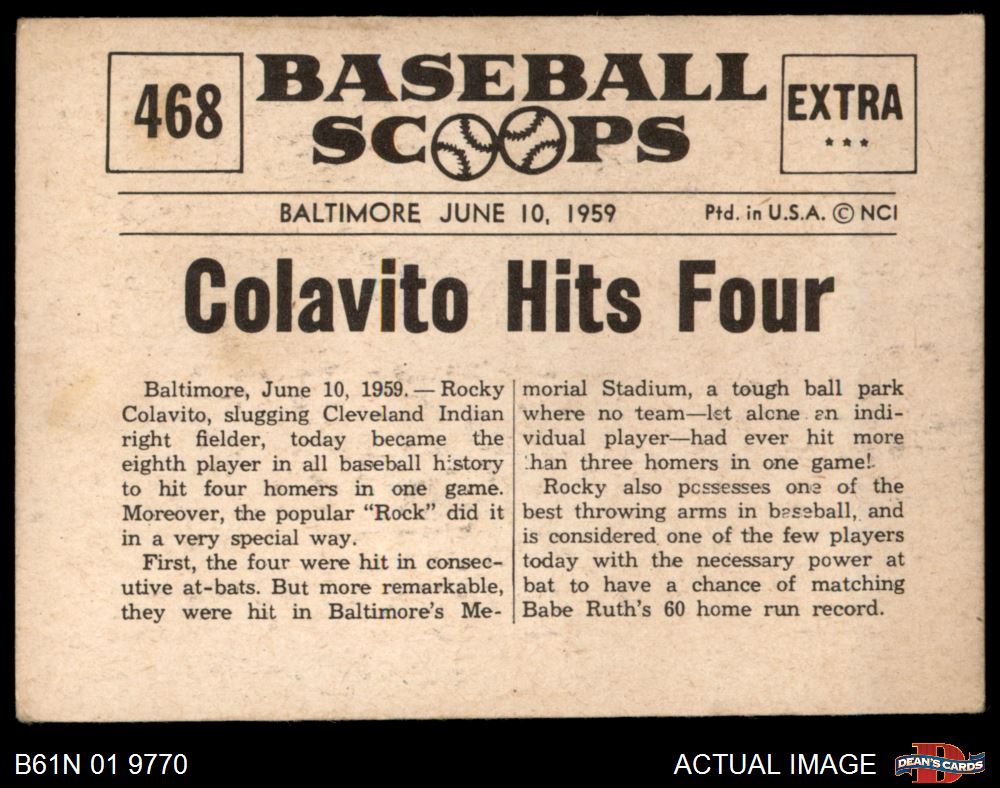 468
BASEBALL
SCOOPS
EXTRA
***
BALTIMORE JUNE 10, 1959
Ptd. in U.S.A. © NCI
Colavito Hits Four
Baltimore, June 10, 1959. — Rocky
Colavito, slugging Cleveland Indian
right fielder, today became the
eighth player in all baseball history
to hit four homers in one game.
Moreover, the popular "Rock" did it
in a very special way.
First, the four were hit in consec-
utive at-bats. But more remarkable,
they were hit in Baltimore's Me-
morial Stadium, a tough ball park
where no team—let alone an indi-
vidual player—had ever hit more
than three homers in one game!
Rocky also possesses one of the
best throwing arms in baseball, and
is considered one of the few players
today with the necessary power at
bat to have a chance of matching
Babe Ruth's 60 home run record.
B61N 01 9770
ACTUAL IMAGE
DEAN'S CARDS